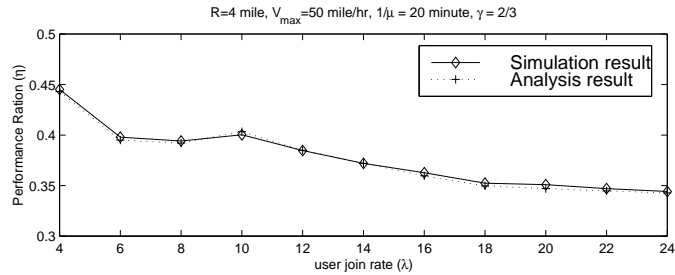 R=4 mile, Vmax=50 mile/hr, 1/μ = 20 minute, γ = 2/3
0.5
0.45
0.4
0.35
0.3
Performance Ration (η)
Simulation result
Analysis result
4 6 8 10 12 14 16 18 20 22 24
user join rate (λ)